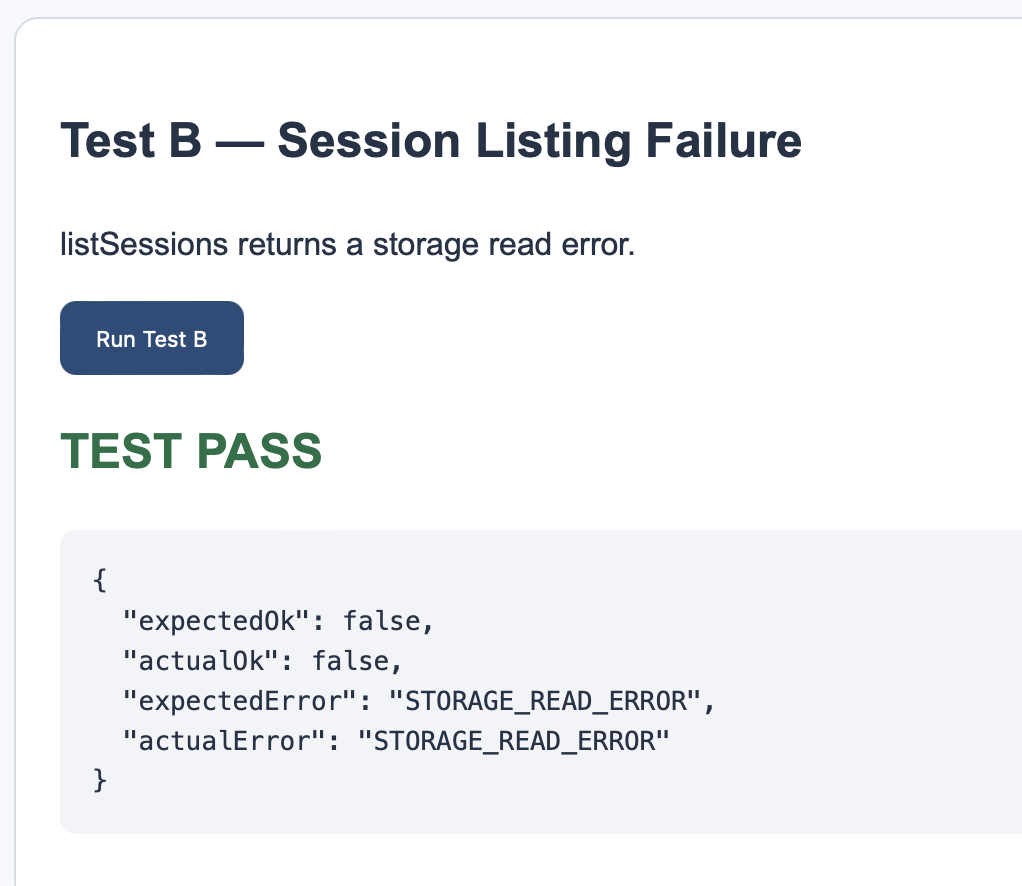 Test B — Session Listing Failure
listSessions returns a storage read error.
Run Test B
TEST PASS
{
  "expectedOk": false,
  "actualOk": false,
  "expectedError": "STORAGE_READ_ERROR",
  "actualError": "STORAGE_READ_ERROR"
}